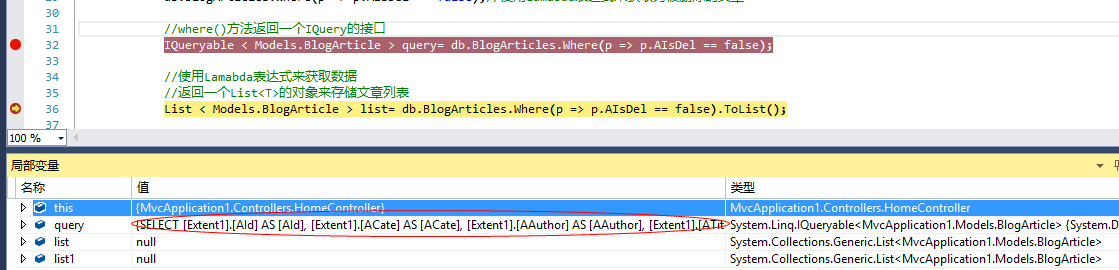 31 //where()方法返回一个IQuery的接口
32 IQueryable < Models.BlogArticle > query= db.BlogArticles.Where(p => p.AIsDel == false);
33
34 //使用Lamabda表达式来获取数据
35 //返回一个List<T>的对象来存储文章列表
36 List < Models.BlogArticle > list= db.BlogArticles.Where(p => p.AIsDel == false).ToList();
37
100 %
局部变量
名称 值 类型
this {MvcApplication1.Controllers.HomeController} MvcApplication1.Controllers.HomeController
query {SELECT [Extent1].[AId] AS [AId], [Extent1].[ACate] AS [ACate], [Extent1].[AAuthor] AS [AAuthor], [Extent1].[ATit System.Linq.IQueryable<MvcApplication1.Models.BlogArticle> {System.D
list null System.Collections.Generic.List<MvcApplication1.Models.BlogArticle>
list1 null System.Collections.Generic.List<MvcApplication1.Models.BlogArticle>